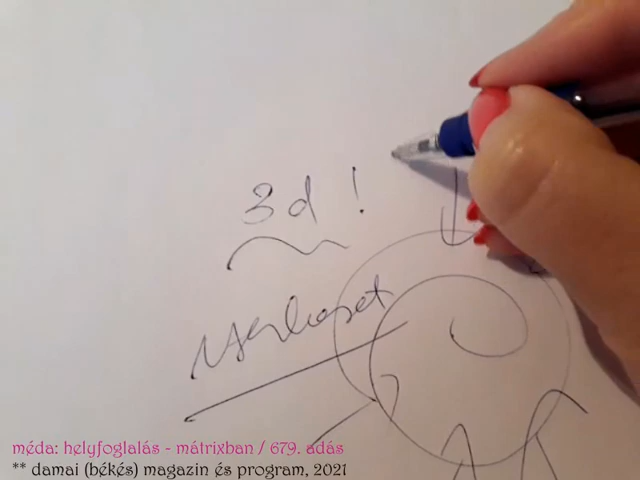 3d !
méda: helyfoglalás - mátrixban / 679. adás
** damai (békés) magazin és program, 2021